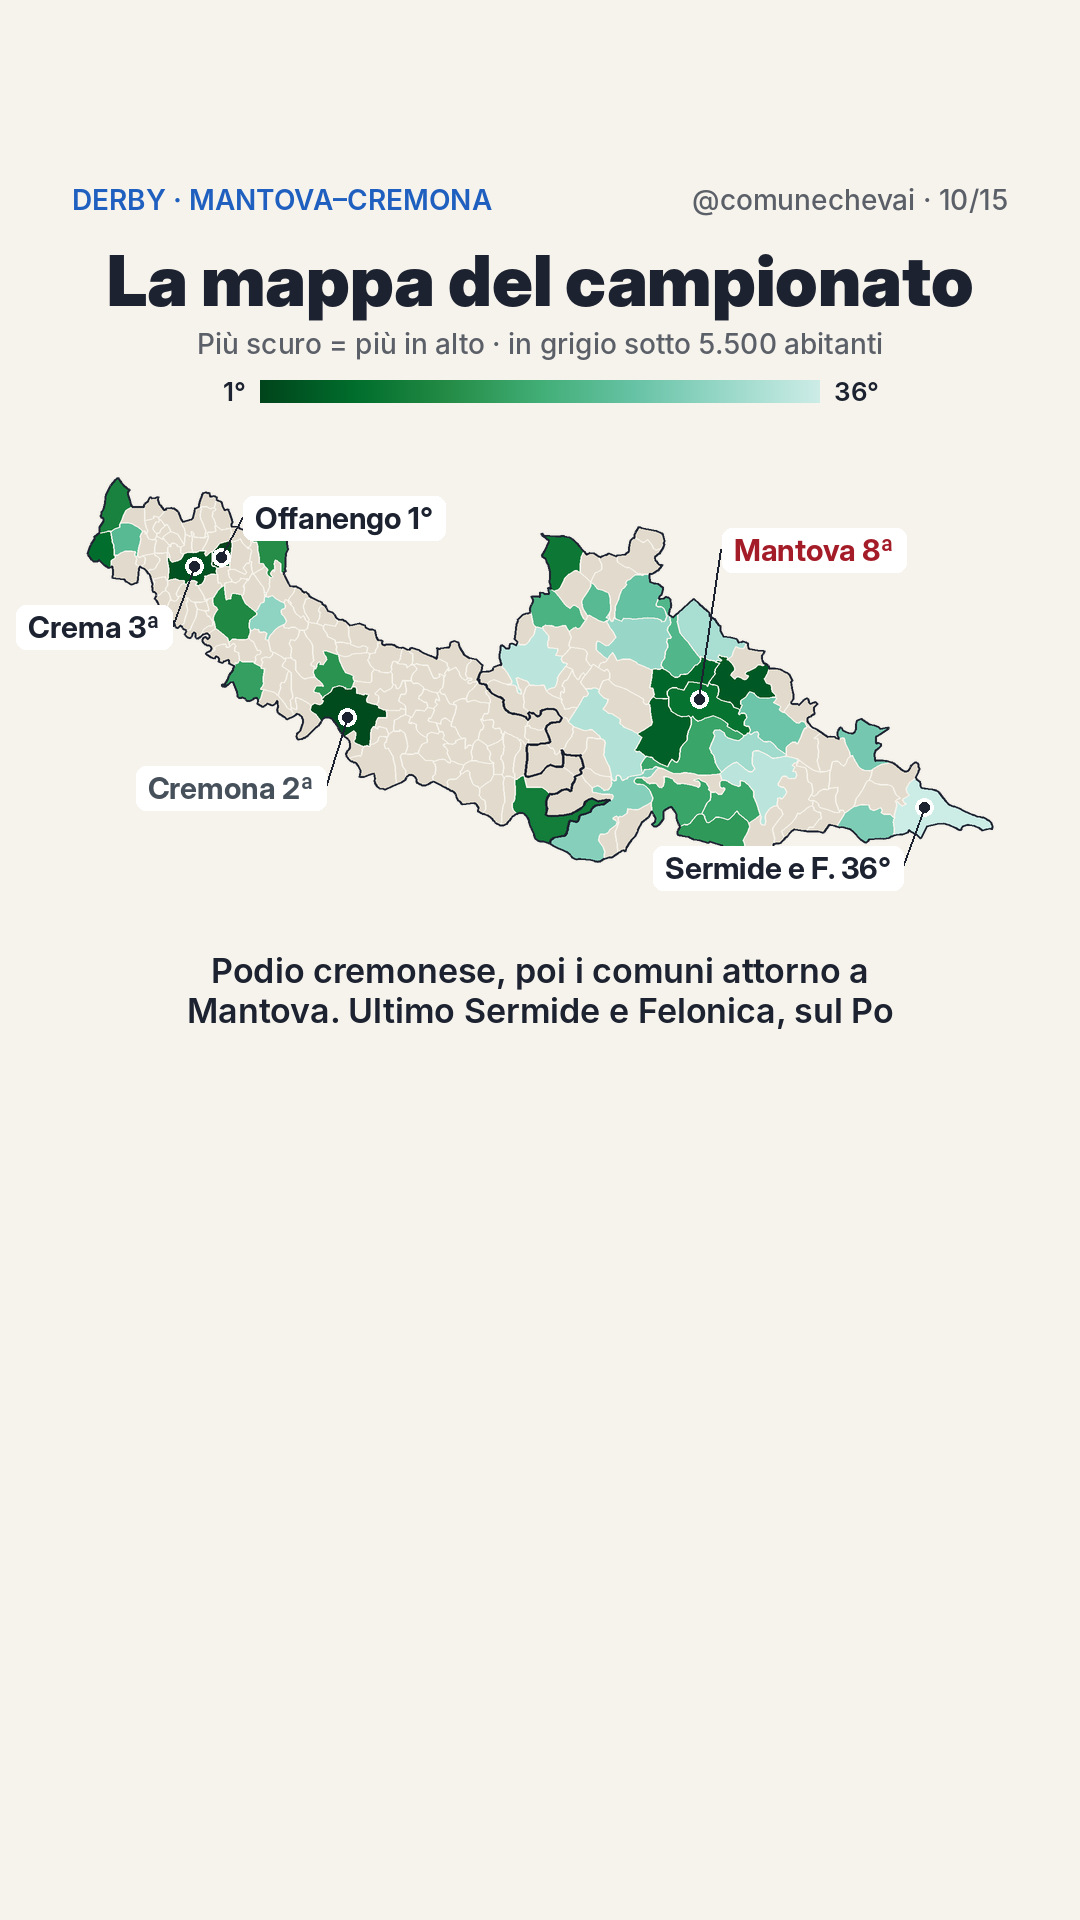 DERBY · MANTOVA–CREMONA
@comunechevai · 10/15
La mappa del campionato
Più scuro = più in alto · in grigio sotto 5.500 abitanti
1° 36°
Offanengo 1°
Mantova 8ª
Crema 3ª
Cremona 2ª
Sermide e F. 36°
Podio cremonese, poi i comuni attorno a
Mantova. Ultimo Sermide e Felonica, sul Po